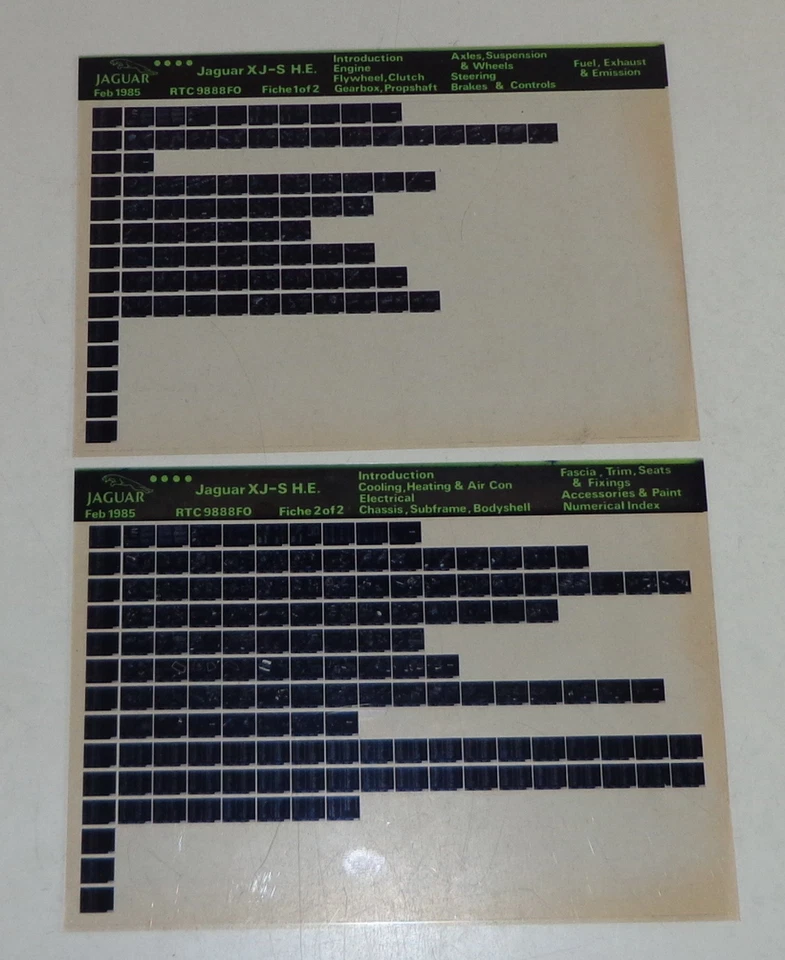 JAGUAR
Feb 1985
Jaguar XJ-S H.E.
RTC 9888FO Fiche 1 of 2
Introduction
Engine
Flywheel, Clutch
Gearbox, Propshaft
Axles, Suspension
& Wheels
Steering
Brakes & Controls
Fuel, Exhaust
& Emission
JAGUAR
Feb 1985
Jaguar XJ-S H.E.
RTC 9888FO Fiche 2 of 2
Introduction
Cooling, Heating & Air Con
Electrical
Chassis, Subframe, Bodyshell
Fascia, Trim, Seats
& Fixings
Accessories & Paint
Numerical Index